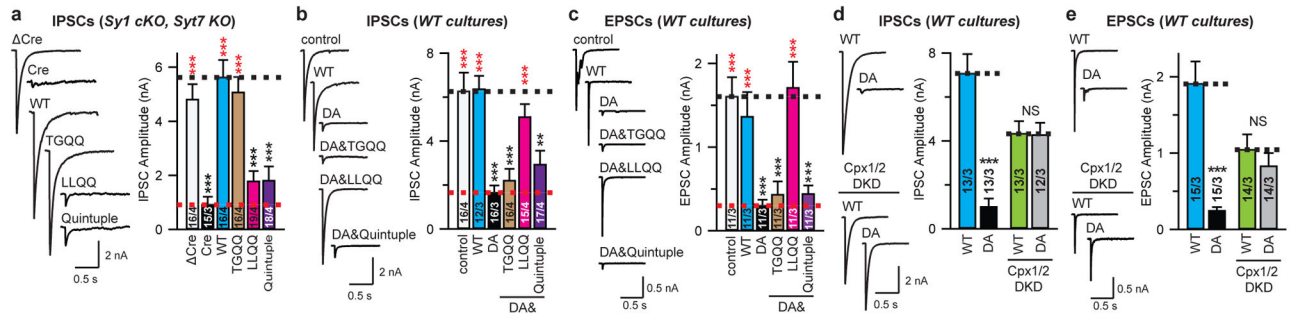 a IPSCs (Sy1 cKO, Syt7 KO)
ΔCre
Cre
WT
TGQQ
LLQQ
Quintuple
2 nA
0.5 s
IPSC Amplitude (nA)
6
4
2
0
***
***
***
***
***
***
16/4
15/3
16/4
16/4
19/4
18/4
ΔCre
Cre
WT
TGQQ
LLQQ
Quintuple
b IPSCs (WT cultures)
control
WT
DA
DA&TGQQ
DA&LLQQ
DA&Quintuple
2 nA
0.5 s
IPSC Amplitude (nA)
8
6
4
2
0
***
***
***
***
***
**
16/4
12/3
16/3
16/4
15/4
17/4
control
WT
DA
TGQQ
LLQQ
Quintuple
DA&
c EPSCs (WT cultures)
control
WT
DA
DA&TGQQ
DA&LLQQ
DA&Quintuple
0.5 nA
0.5 s
EPSC Amplitude (nA)
2
1
0
***
***
***
***
***
***
11/3
11/3
11/3
11/3
11/3
11/3
control
WT
DA
TGQQ
LLQQ
Quintuple
DA&
d IPSCs (WT cultures)
WT
DA
Cpx1/2
DKD
WT
DA
2 nA
0.5 s
IPSC Amplitude (nA)
8
4
0
***
NS
13/3
13/3
13/3
12/3
WT
DA
WT
DA
Cpx1/2
DKD
e EPSCs (WT cultures)
WT
DA
Cpx1/2
DKD
WT
DA
1 nA
0.5 s
EPSC Amplitude (nA)
2
1
0
***
NS
15/3
15/3
14/3
14/3
WT
DA
WT
DA
Cpx1/2
DKD